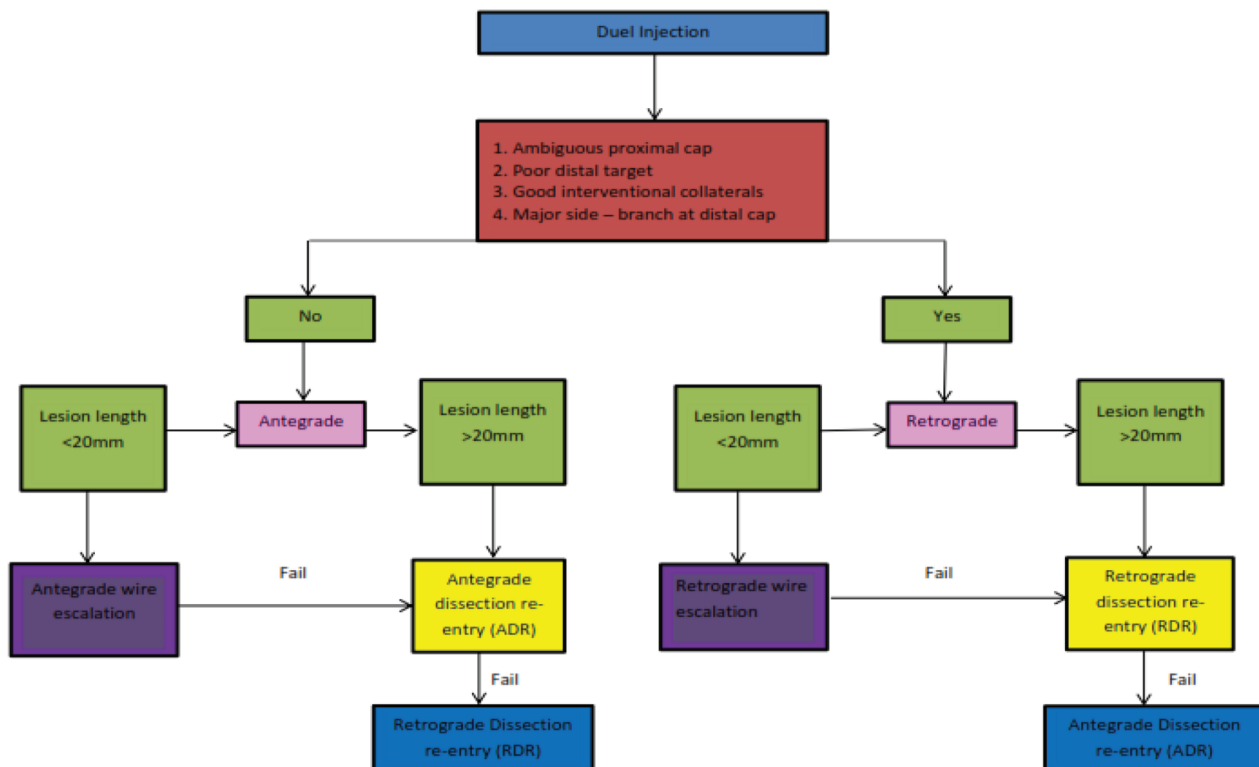 Duel Injection
1. Ambiguous proximal cap
2. Poor distal target
3. Good interventional collaterals
4. Major side – branch at distal cap
No
Yes
Lesion length
<20mm
Antegrade
Lesion length
>20mm
Lesion length
<20mm
Retrograde
Lesion length
>20mm
Antegrade wire
escalation
Fail
Antegrade
dissection re-
entry (ADR)
Retrograde wire
escalation
Fail
Retrograde
dissection re-
entry (RDR)
Fail
Fail
Retrograde Dissection
re-entry (RDR)
Antegrade Dissection
re-entry (ADR)